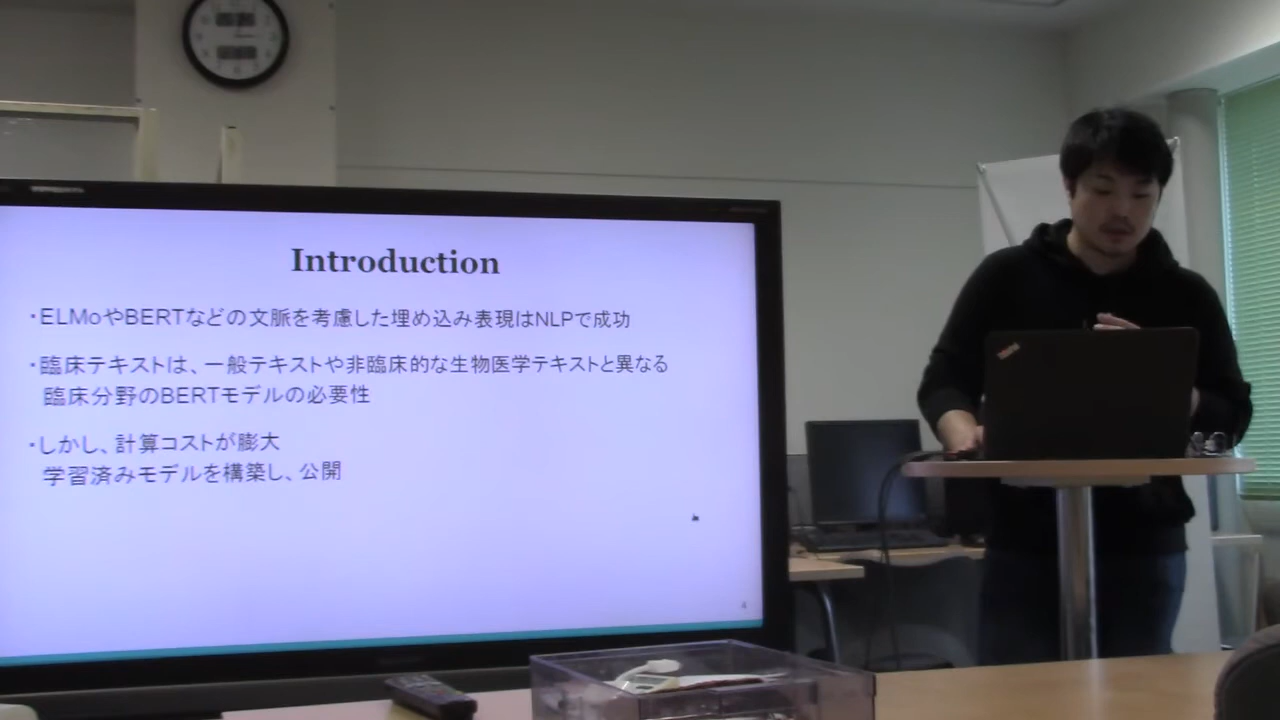 Introduction
・ELMoやBERTなどの文脈を考慮した埋め込み表現はNLPで成功
・臨床テキストは、一般テキストや非臨床的な生物医学テキストと異なる
臨床分野のBERTモデルの必要性
・しかし、計算コストが膨大
学習済みモデルを構築し、公開
4